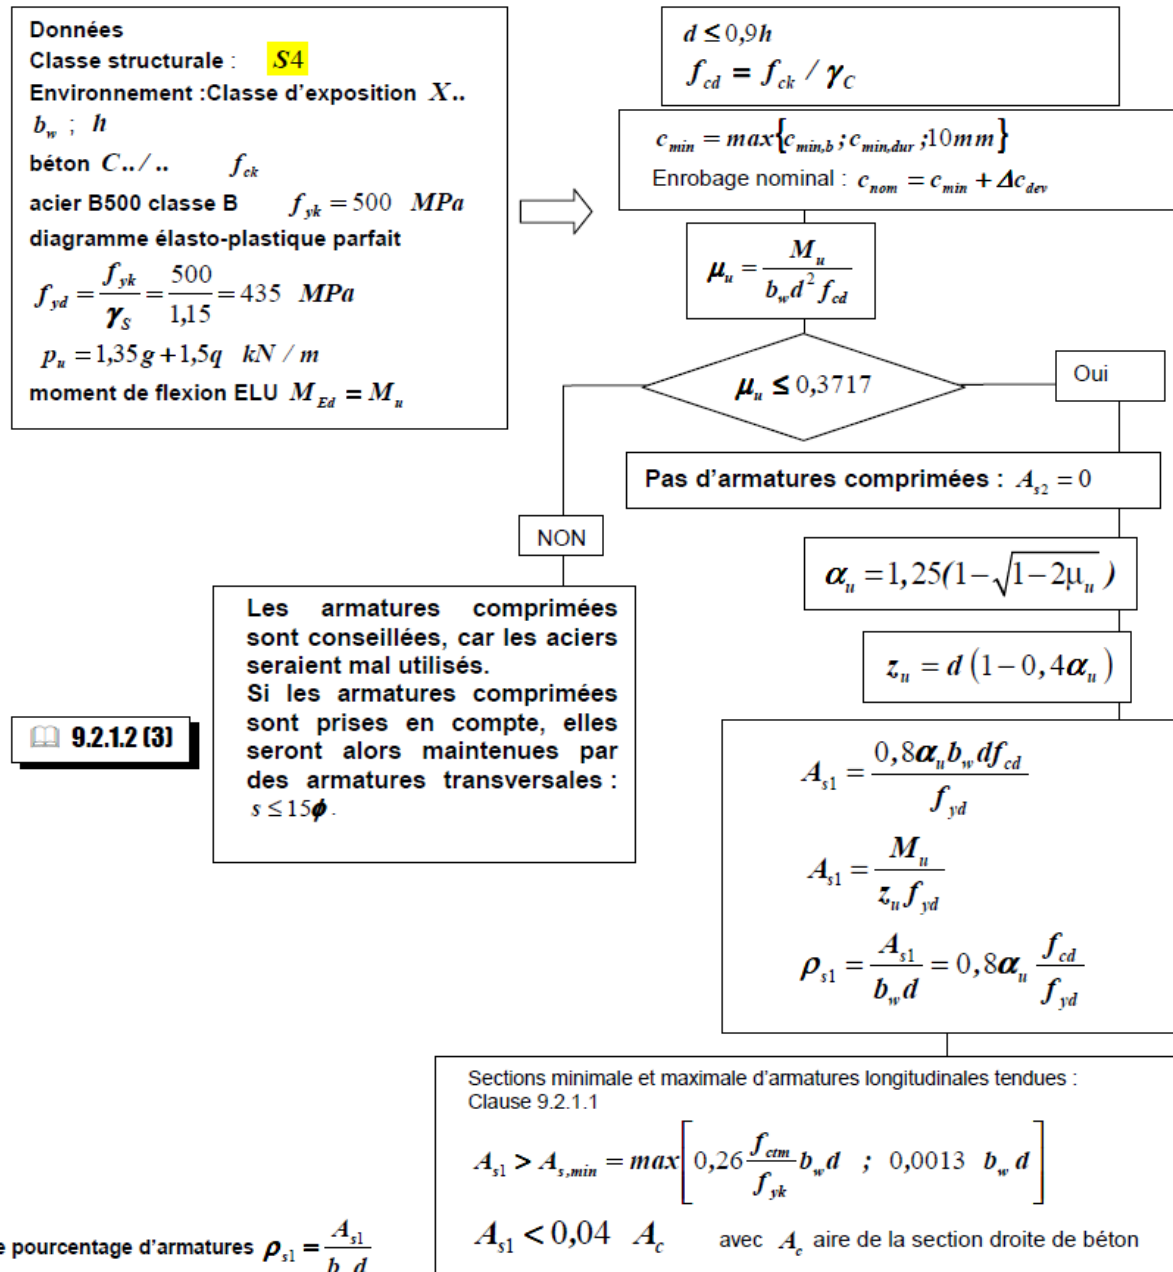 Données
Classe structurale : S4
Environnement :Classe d'exposition X..
b_w ; h
béton C../ .. f_ck
acier B500 classe B f_yk = 500 MPa
diagramme élasto-plastique parfait
f_yd = f_yk / γ_S = 500 / 1,15 = 435 MPa
p_u = 1,35g + 1,5q kN / m
moment de flexion ELU M_Ed = M_u
d ≤ 0,9h
f_cd = f_ck / γ_C
c_min = max{c_min,b ; c_min,dur ; 10mm}
Enrobage nominal : c_nom = c_min + Δc_dev
μ_u = M_u / b_w d² f_cd
μ_u ≤ 0,3717
Oui
Pas d'armatures comprimées : A_s2 = 0
NON
α_u = 1,25(1−√(1−2μ_u))
z_u = d (1−0,4α_u)
Les armatures comprimées
sont conseillées, car les aciers
seraient mal utilisés.
Si les armatures comprimées
sont prises en compte, elles
seront alors maintenues par
des armatures transversales :
s ≤ 15ϕ.
9.2.1.2 (3)
A_s1 = 0,8α_u b_w d f_cd / f_yd
A_s1 = M_u / z_u f_yd
ρ_s1 = A_s1 / b_w d = 0,8α_u f_cd / f_yd
Sections minimale et maximale d'armatures longitudinales tendues :
Clause 9.2.1.1
A_s1 > A_s,min = max[0,26 f_ctm / f_yk b_w d ; 0,0013 b_w d]
A_s1 < 0,04 A_c avec A_c aire de la section droite de béton
e pourcentage d'armatures ρ_s1 = A_s1 / b d